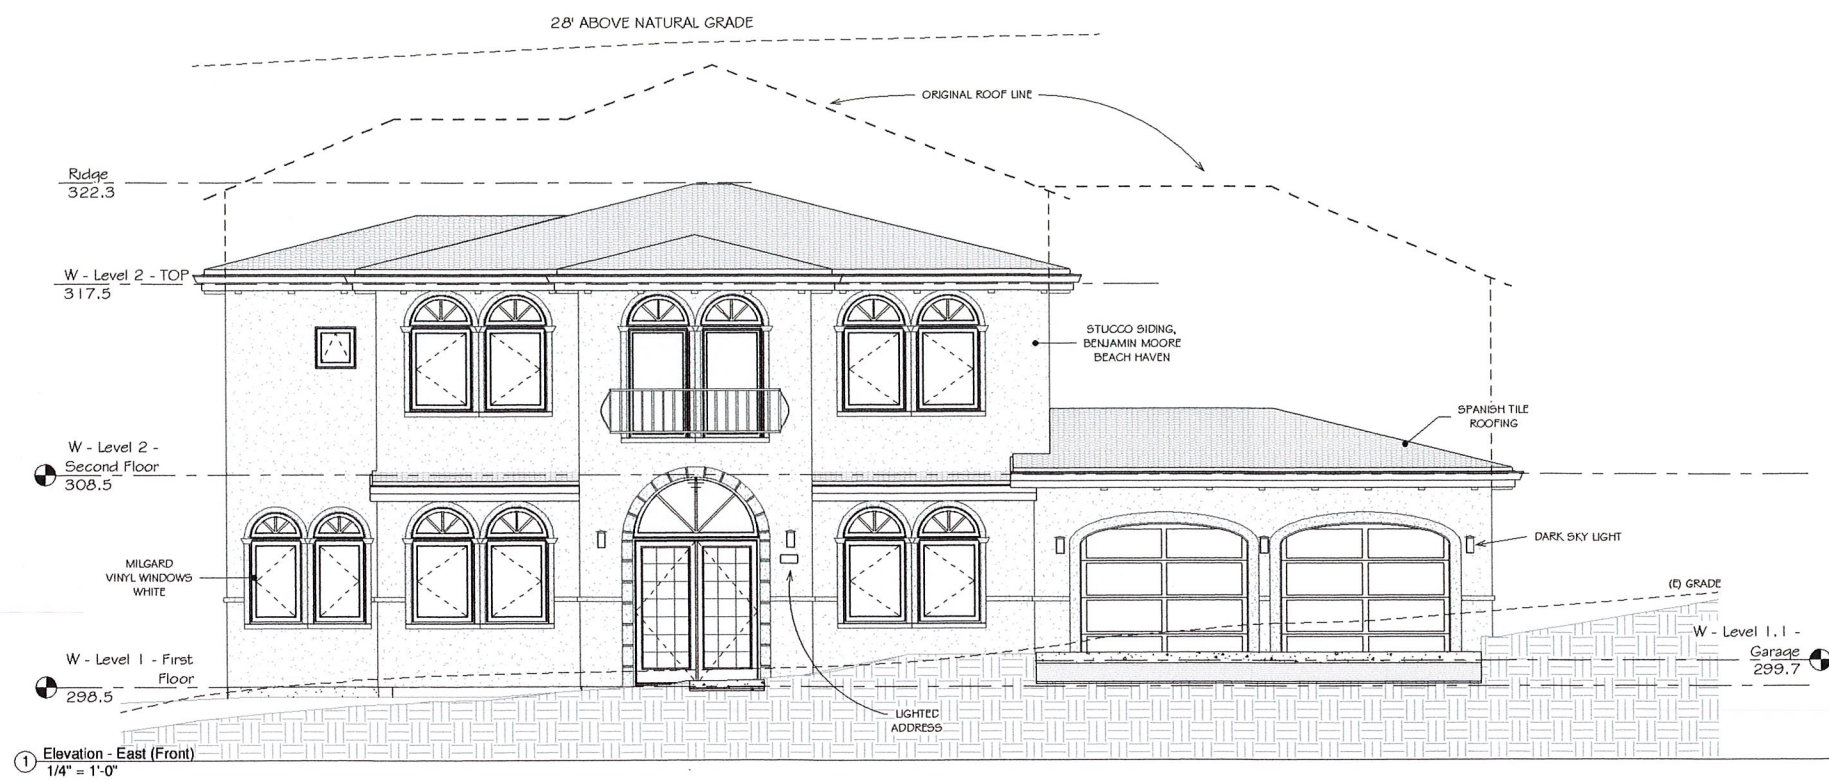 28' ABOVE NATURAL GRADE
ORIGINAL ROOF LINE
Ridge
322.3
W - Level 2 - TOP
317.5
STUCCO SIDING,
BENJAMIN MOORE
BEACH HAVEN
SPANISH TILE
ROOFING
W - Level 2 -
Second Floor
308.5
DARK SKY LIGHT
MILGARD
VINYL WINDOWS
WHITE
(E) GRADE
W - Level 1.1 -
Garage
299.7
W - Level 1 - First
Floor
298.5
LIGHTED
ADDRESS
1
Elevation - East (Front)
1/4" = 1'-0"